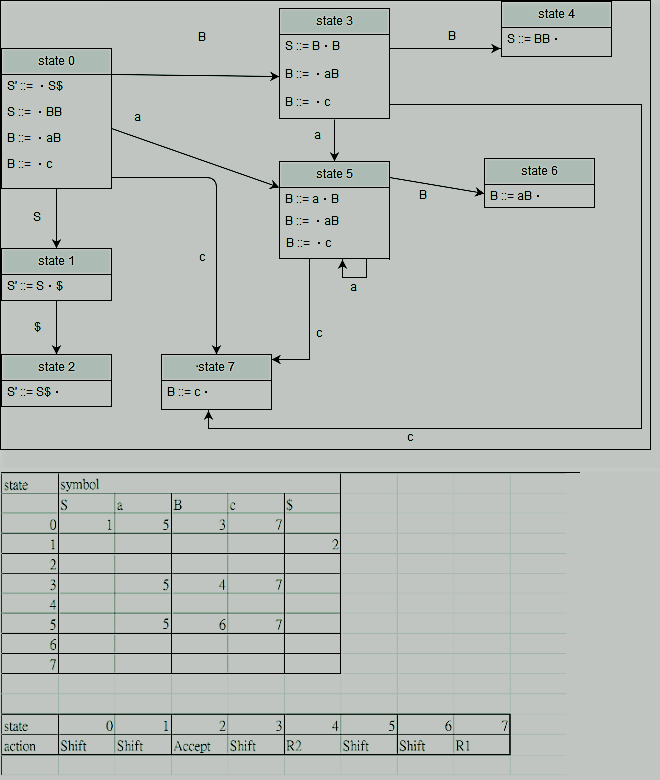 state 3
state 4
B
B
S ::= B · B
S ::= BB ·
state 0
B ::= · aB
S' ::= · S$
B ::= · c
S ::= · BB
a
B ::= · aB
a
B ::= · c
state 5
state 6
B
B ::= a · B
B ::= aB ·
B ::= · aB
S
B ::= · c
c
state 1
S' ::= S · $
a
$
c
state 2
·state 7
S' ::= S$ ·
B ::= c ·
c
state symbol
S a B c $
0 1 5 3 7
1 2
2
3 5 4 7
4
5 5 6 7
6
7
state 0 1 2 3 4 5 6 7
action Shift Shift Accept Shift R2 Shift Shift R1